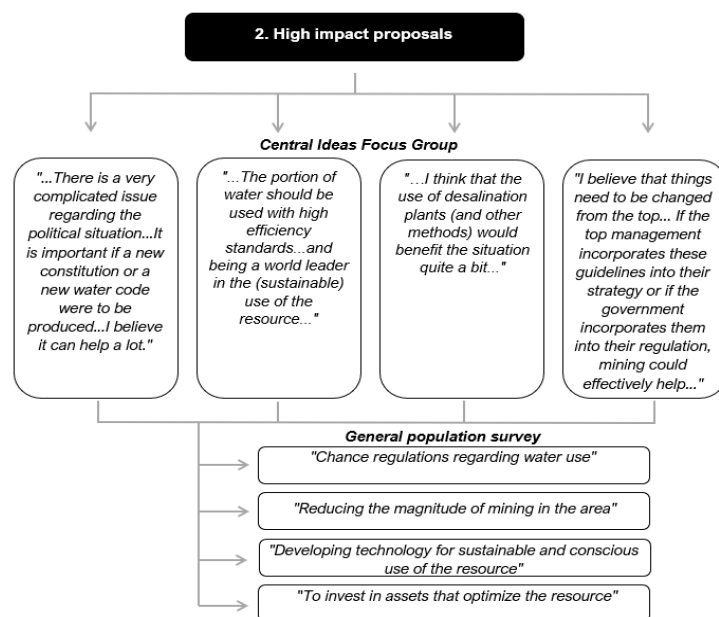 2. High impact proposals
Central Ideas Focus Group
"...There is a very
complicated issue
regarding the
political situation...It
is important if a new
constitution or a
new water code
were to be
produced...I believe
it can help a lot."
"...The portion of
water should be
used with high
efficiency
standards...and
being a world leader
in the (sustainable)
use of the
resource..."
"...I think that the
use of desalination
plants (and other
methods) would
benefit the situation
quite a bit..."
"I believe that things
need to be changed
from the top... If the
top management
incorporates these
guidelines into their
strategy or if the
government
incorporates them
into their regulation,
mining could
effectively help..."
General population survey
"Chance regulations regarding water use"
"Reducing the magnitude of mining in the area"
"Developing technology for sustainable and conscious
use of the resource"
"To invest in assets that optimize the resource"